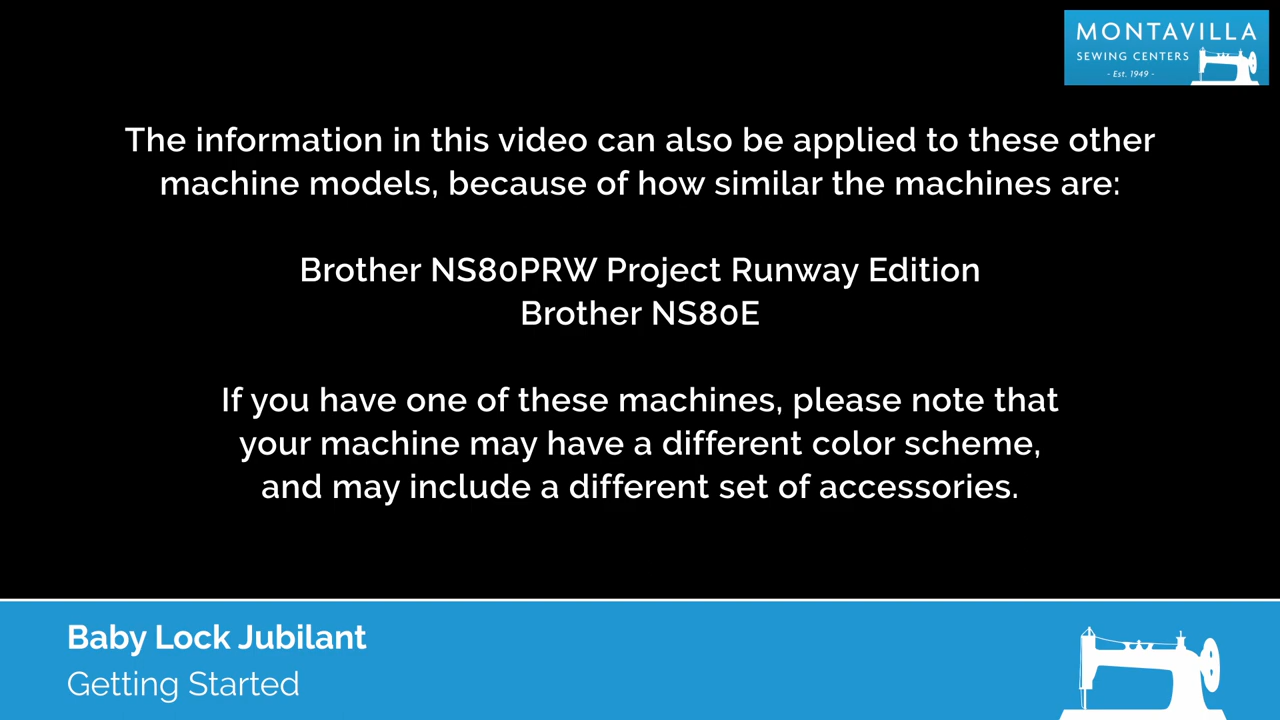 MONTAVILLA
SEWING CENTERS
- Est. 1949 -
The information in this video can also be applied to these other
machine models, because of how similar the machines are:
Brother NS80PRW Project Runway Edition
Brother NS80E
If you have one of these machines, please note that
your machine may have a different color scheme,
and may include a different set of accessories.
Baby Lock Jubilant
Getting Started